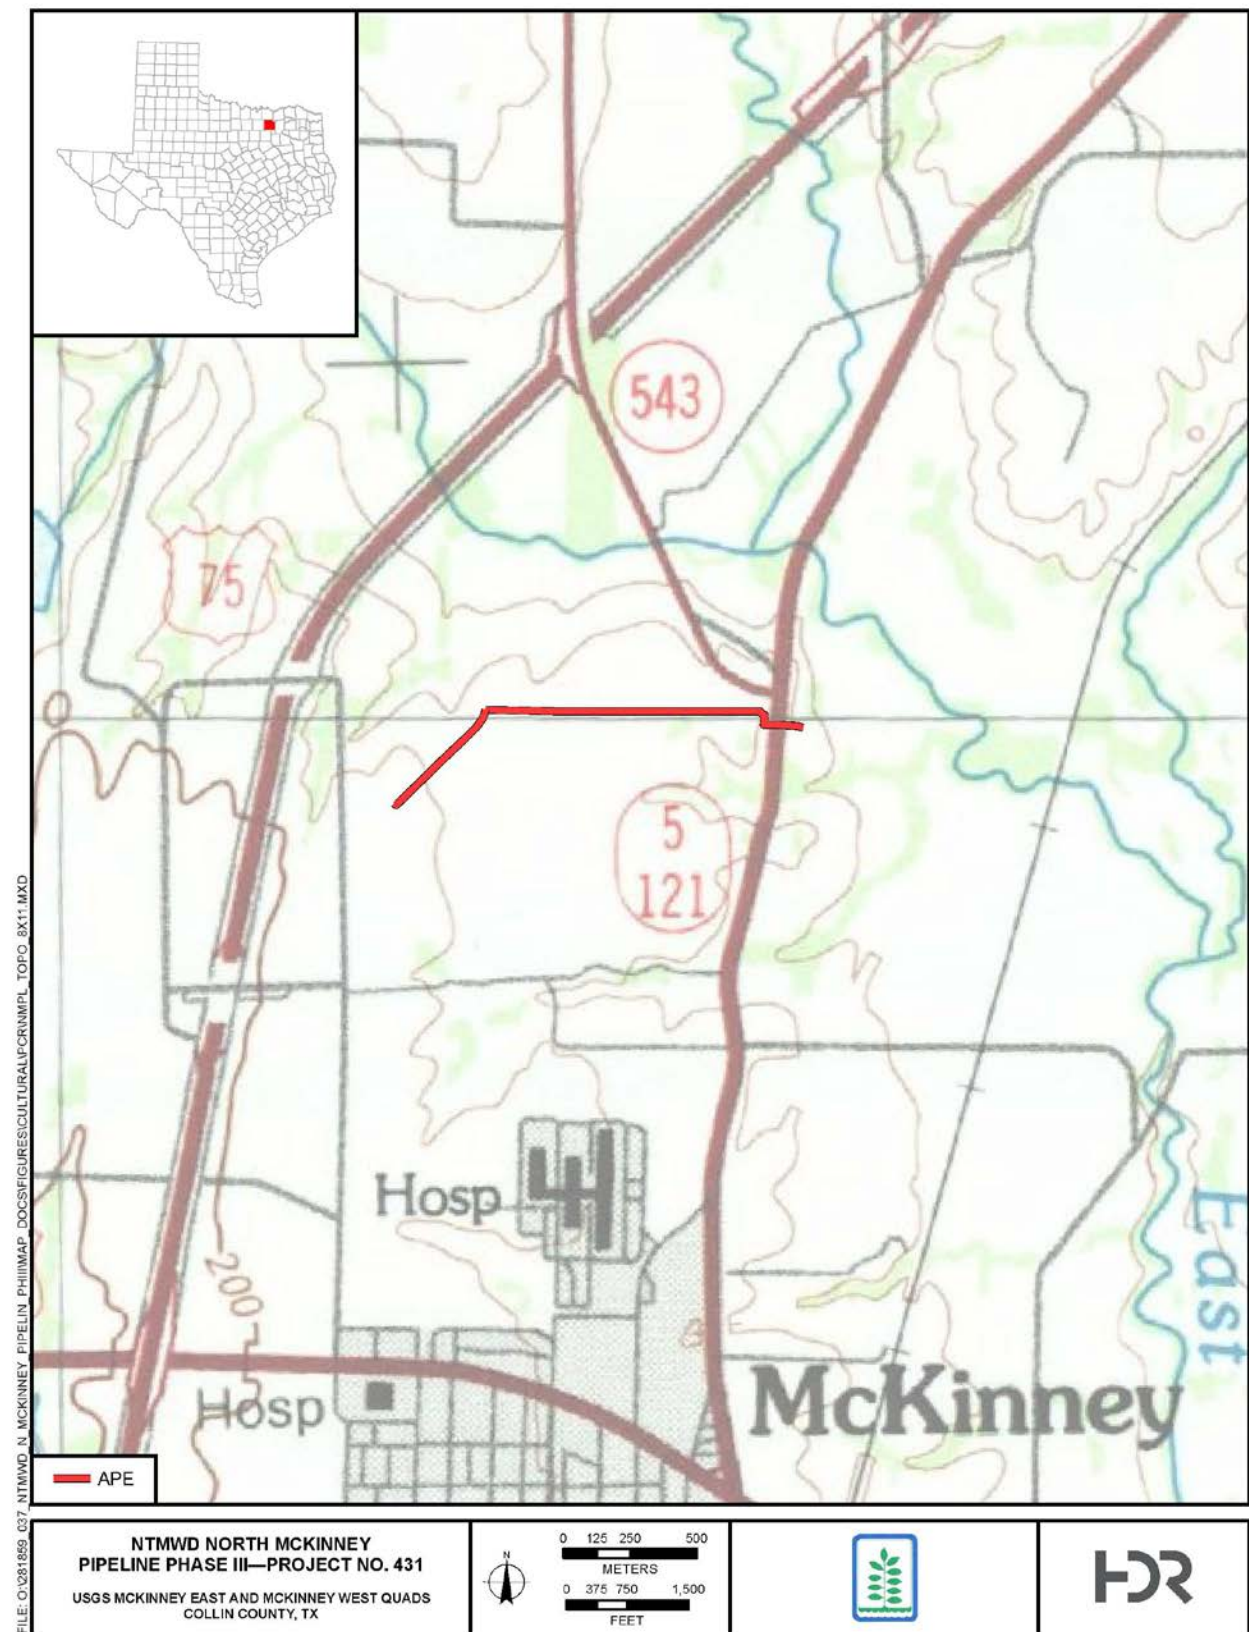 543
75
5
121
Hosp
200
Hosp
McKinney
East
APE
NTMWD NORTH MCKINNEY
PIPELINE PHASE III—PROJECT NO. 431
USGS MCKINNEY EAST AND MCKINNEY WEST QUADS
COLLIN COUNTY, TX
N
0 125 250 500
METERS
0 375 750 1,500
FEET
HDR
FILE: O:\281859_037_NTMWD_N_MCKINNEY_PIPELIN_PHIII\MAP_DOCS\FIGURES\CULTURAL\PCR\NMPL_TOPO_8X11.MXD